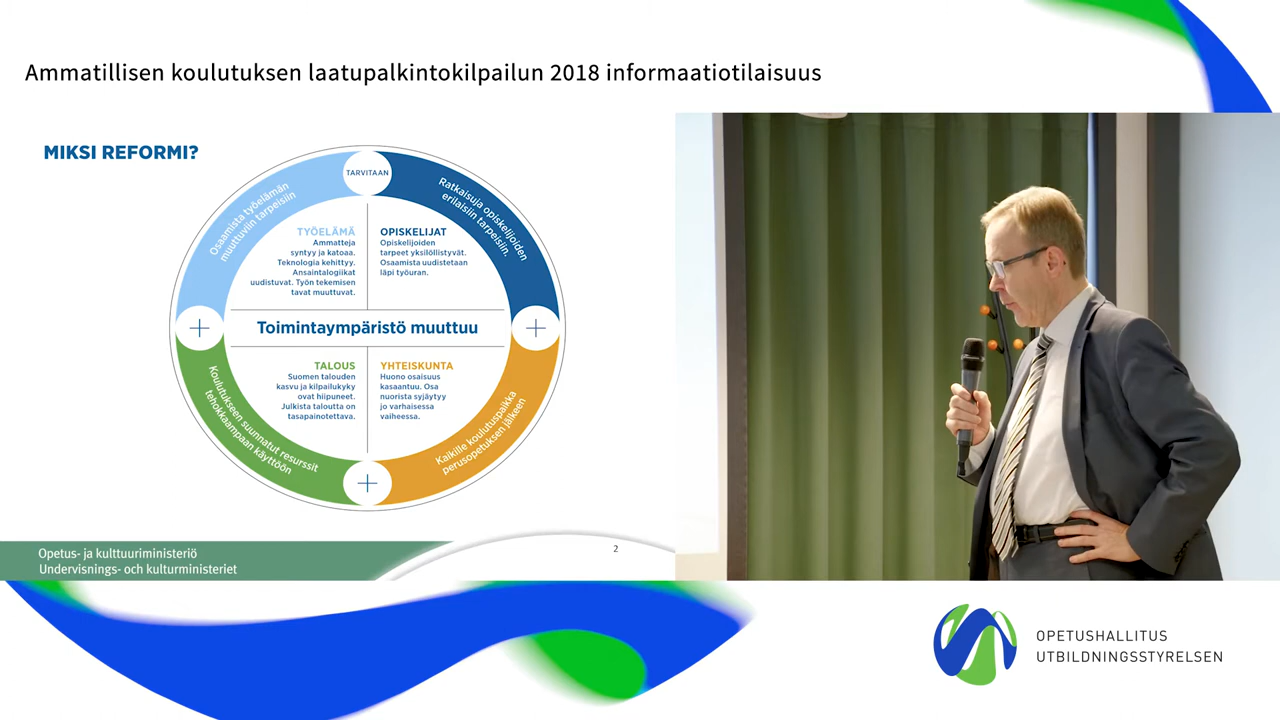 Ammatillisen koulutuksen laatupalkintokilpailun 2018 informaatiotilaisuus
MIKSI REFORMI?
TARVITAAN
Osaamista työelämän
muuttuviin tarpeisiin
Ratkaisuja opiskelijoiden
erilaisiin tarpeisiin.
TYÖELÄMÄ
Ammatteja
syntyy ja katoaa.
Teknologia kehittyy.
Ansaintalogiikat
uudistuvat. Työn tekemisen
tavat muuttuvat.
OPISKELIJAT
Opiskelijoiden
tarpeet yksilöllistyvät.
Osaamista uudistetaan
läpi työuran.
Toimintaympäristö muuttuu
TALOUS
Suomen talouden
kasvu ja kilpailukyky
ovat hiipuneet.
Julkista taloutta on
tasapainotettava.
YHTEISKUNTA
Huono osaisuus
kasaantuu. Osa
nuorista syjäytyy
jo varhaisessa
vaiheessa.
Koulutukseen suunnatut resurssit
tehokkaampaan käyttöön
Kaikille koulutuspaikka
perusopetuksen jälkeen
Opetus- ja kulttuuriministeriö
Undervisnings- och kulturministeriet
2
OPETUSHALLITUS
UTBILDNINGSSTYRELSEN